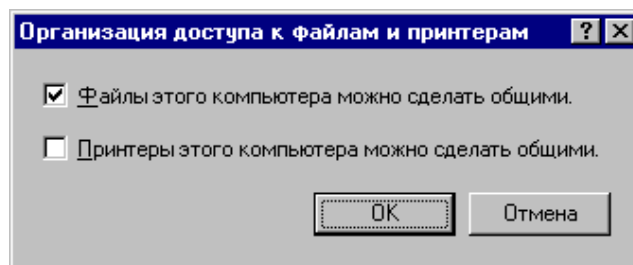 Организация доступа к файлам и принтерам
Файлы этого компьютера можно сделать общими.
Принтеры этого компьютера можно сделать общими.
OK
Отмена